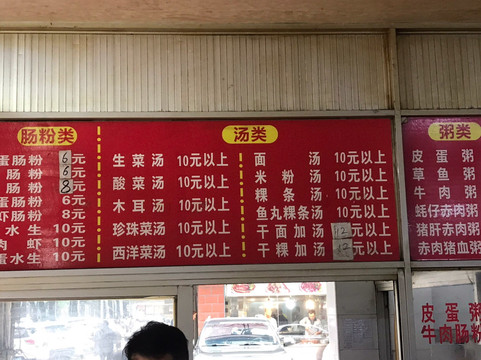 肠粉类
蛋肠粉 6元
肠粉 6元
肠粉 8元
蛋肠粉 6元
虾肠粉 8元
水生 10元
肉虾 10元
蛋水生 10元
汤类
生菜汤 10元以上
酸菜汤 10元以上
木耳汤 10元以上
珍珠菜汤 10元以上
西洋菜汤 10元以上
面汤 10元以上
米粉汤 10元以上
粿条汤 10元以上
鱼丸粿条汤 10元以上
干面加汤 12元以上
干粿加汤 12元以上
粥类
皮蛋粥
草鱼粥
牛肉粥
蚝仔赤肉粥
猪肝赤肉粥
赤肉猪血粥
皮蛋粥
牛肉肠粉